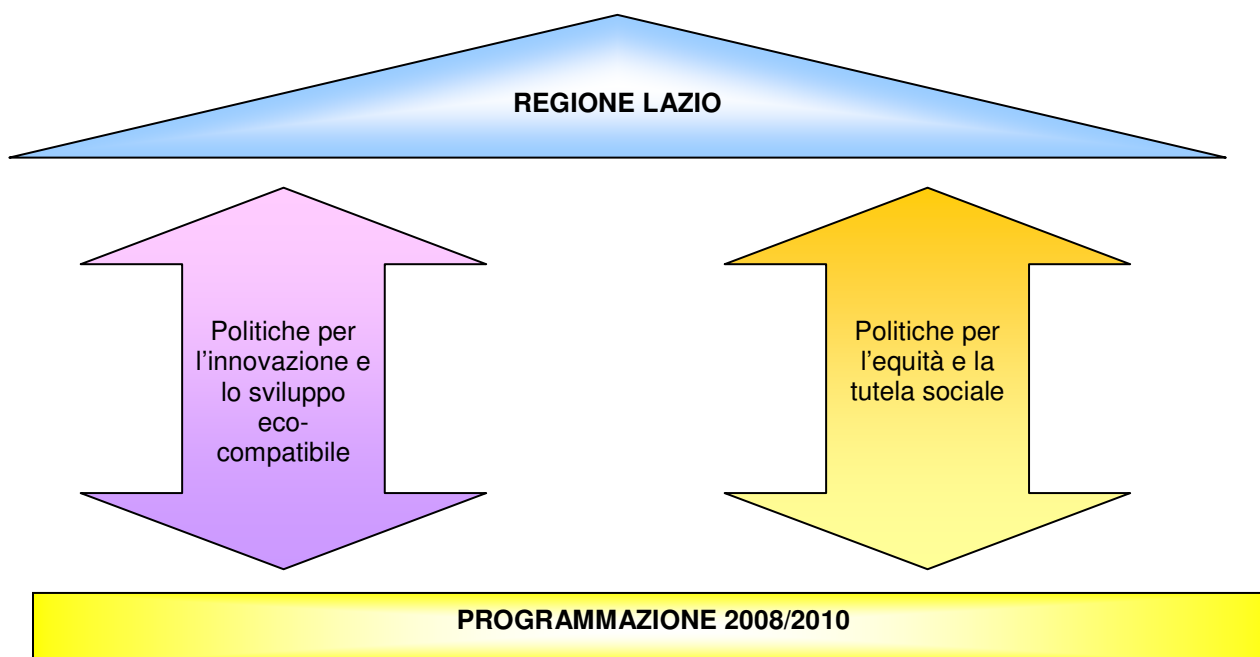 REGIONE LAZIO
Politiche per
l'innovazione e
lo sviluppo
eco-
compatibile
Politiche per
l'equità e la
tutela sociale
PROGRAMMAZIONE 2008/2010